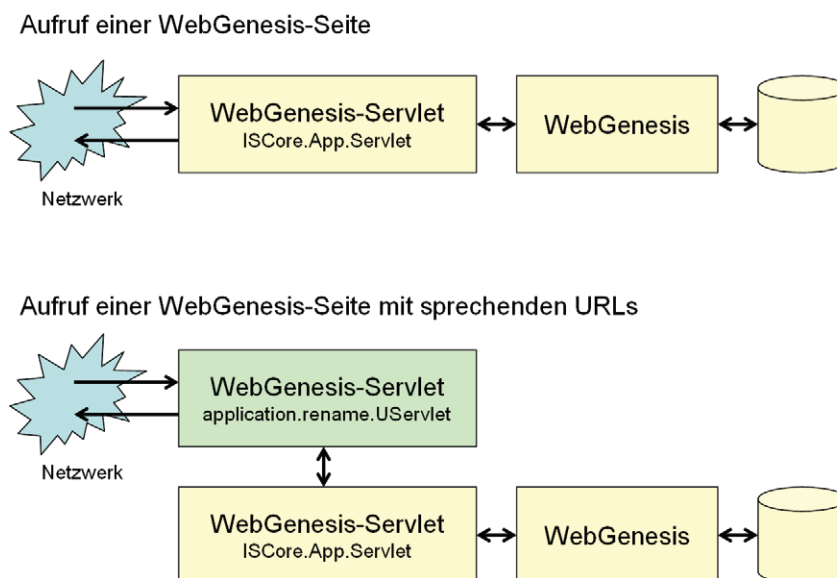 Aufruf einer WebGenesis-Seite
WebGenesis-Servlet
ISCore.App.Servlet
WebGenesis
Netzwerk
Aufruf einer WebGenesis-Seite mit sprechenden URLs
WebGenesis-Servlet
application.rename.UServlet
Netzwerk
WebGenesis-Servlet
ISCore.App.Servlet
WebGenesis